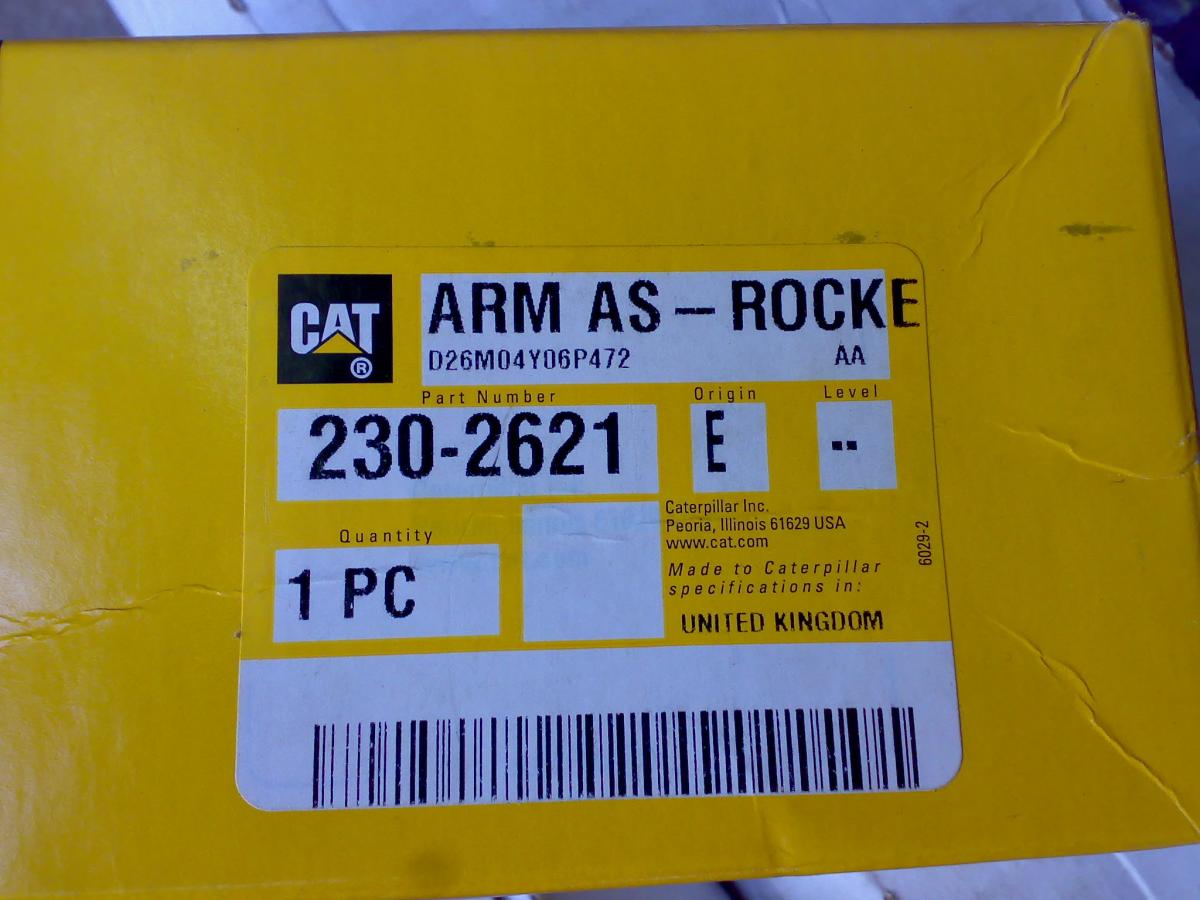 CAT®
ARM AS - ROCKE
D26M04Y06P472 AA
Part Number Origin Level
230-2621 E --
Caterpillar Inc.
Peoria, Illinois 61629 USA
www.cat.com
Quantity
1 PC
Made to Caterpillar
specifications in:
UNITED KINGDOM
6029-2